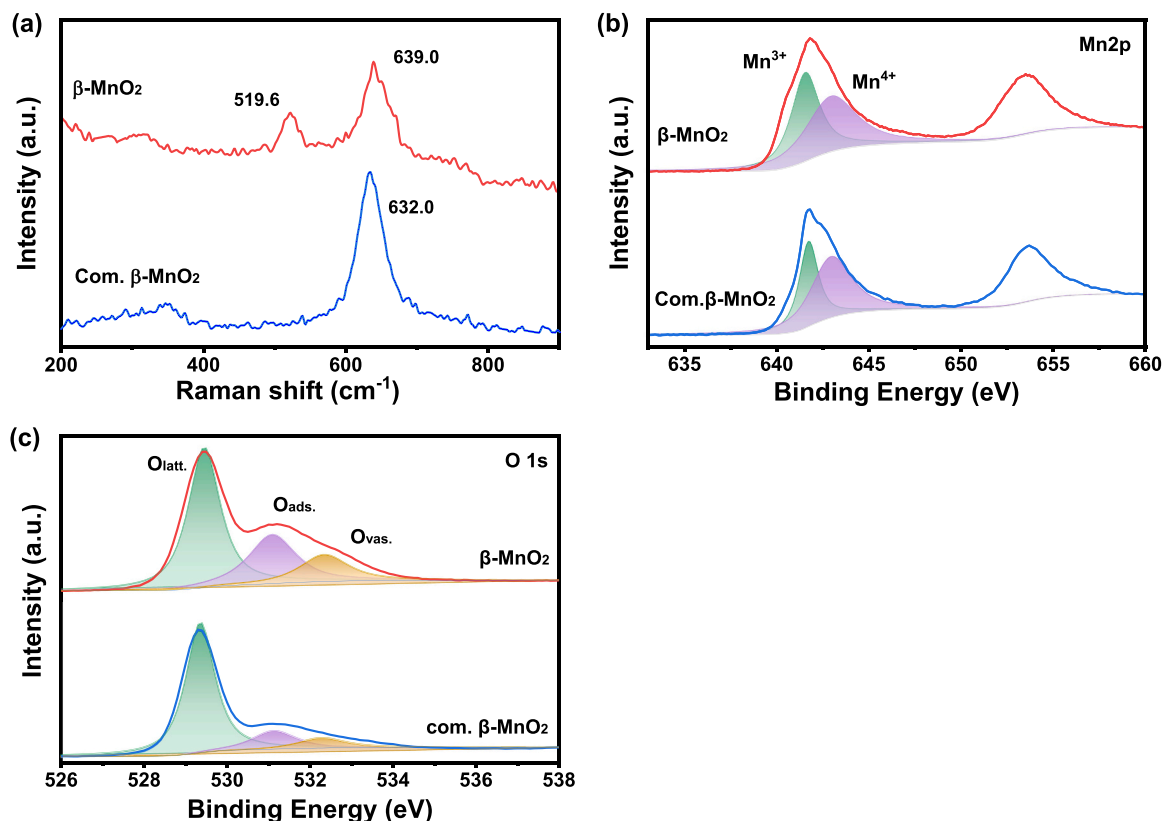 (a)
β-MnO₂
519.6
639.0
632.0
Com. β-MnO₂
Intensity (a.u.)
200 400 600 800
Raman shift (cm⁻¹)
(b)
Mn2p
Mn³⁺
Mn⁴⁺
β-MnO₂
Com.β-MnO₂
Intensity (a.u.)
635 640 645 650 655 660
Binding Energy (eV)
(c)
O 1s
Olatt.
Oads.
Ovas.
β-MnO₂
com. β-MnO₂
Intensity (a.u.)
526 528 530 532 534 536 538
Binding Energy (eV)